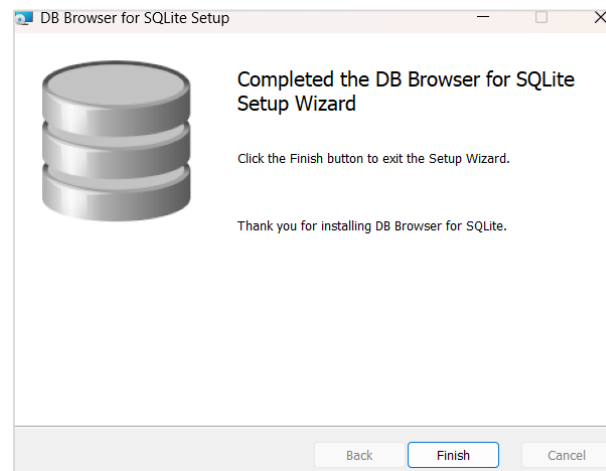 DB Browser for SQLite Setup
Completed the DB Browser for SQLite
Setup Wizard
Click the Finish button to exit the Setup Wizard.
Thank you for installing DB Browser for SQLite.
Back
Finish
Cancel